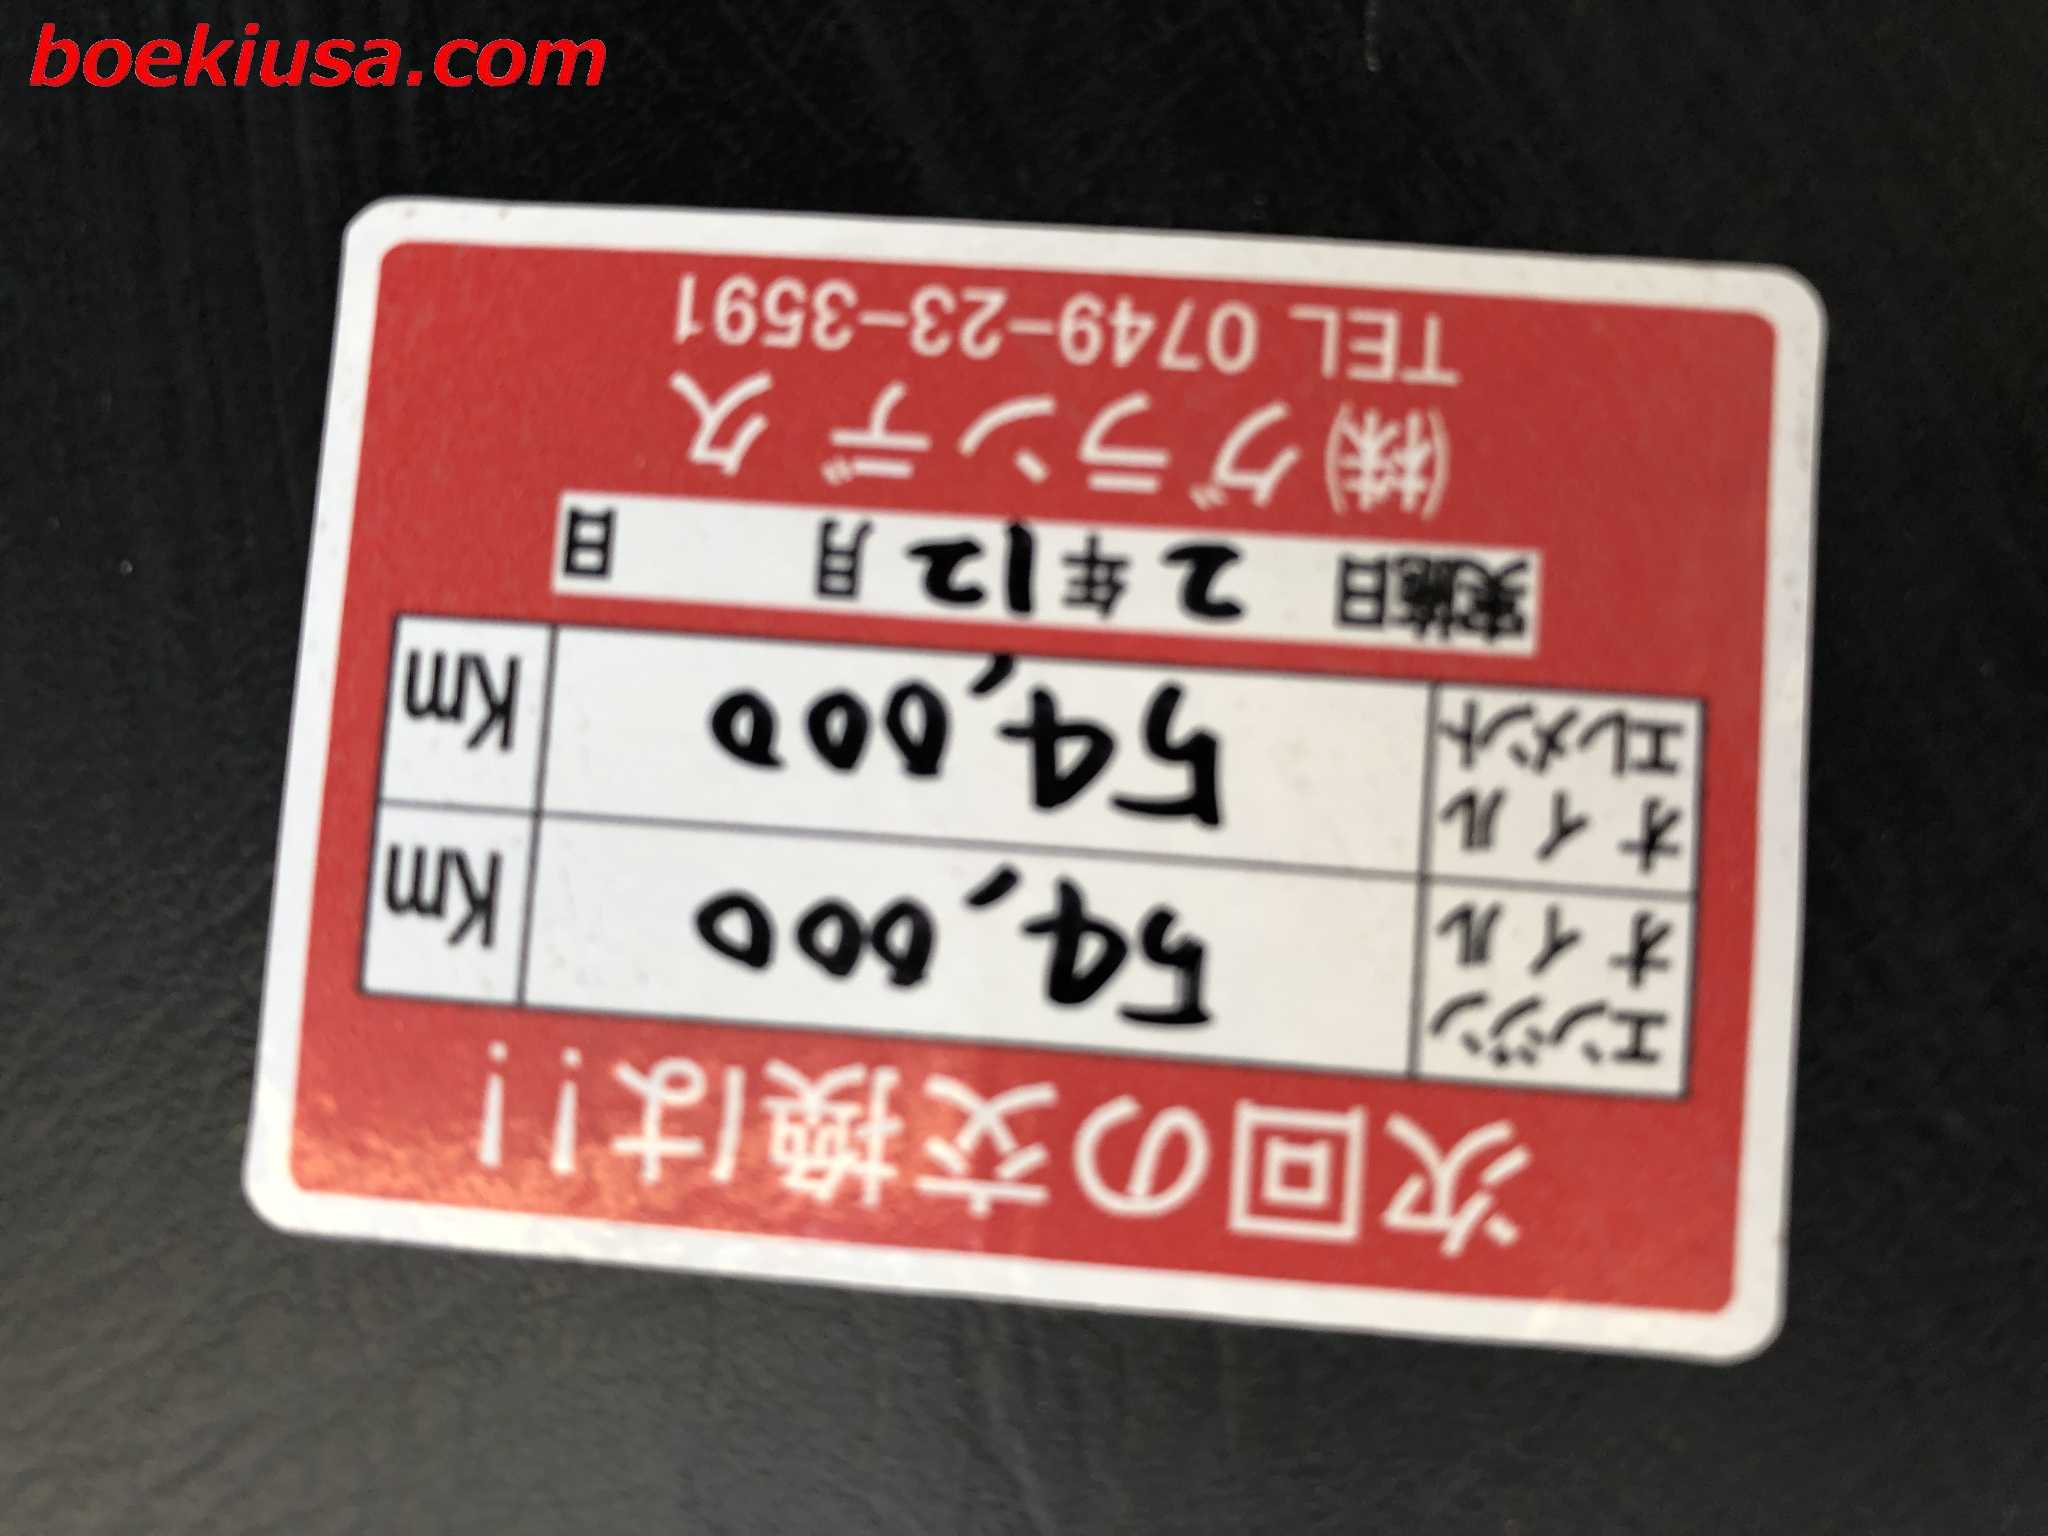 boekiusa.com
次回の交換は!!
エンジン
オイル
54,000
Km
オイル
エレメント
54,000
Km
実施日 2年12月 日
㈱グランデク
TEL 0749-23-3591